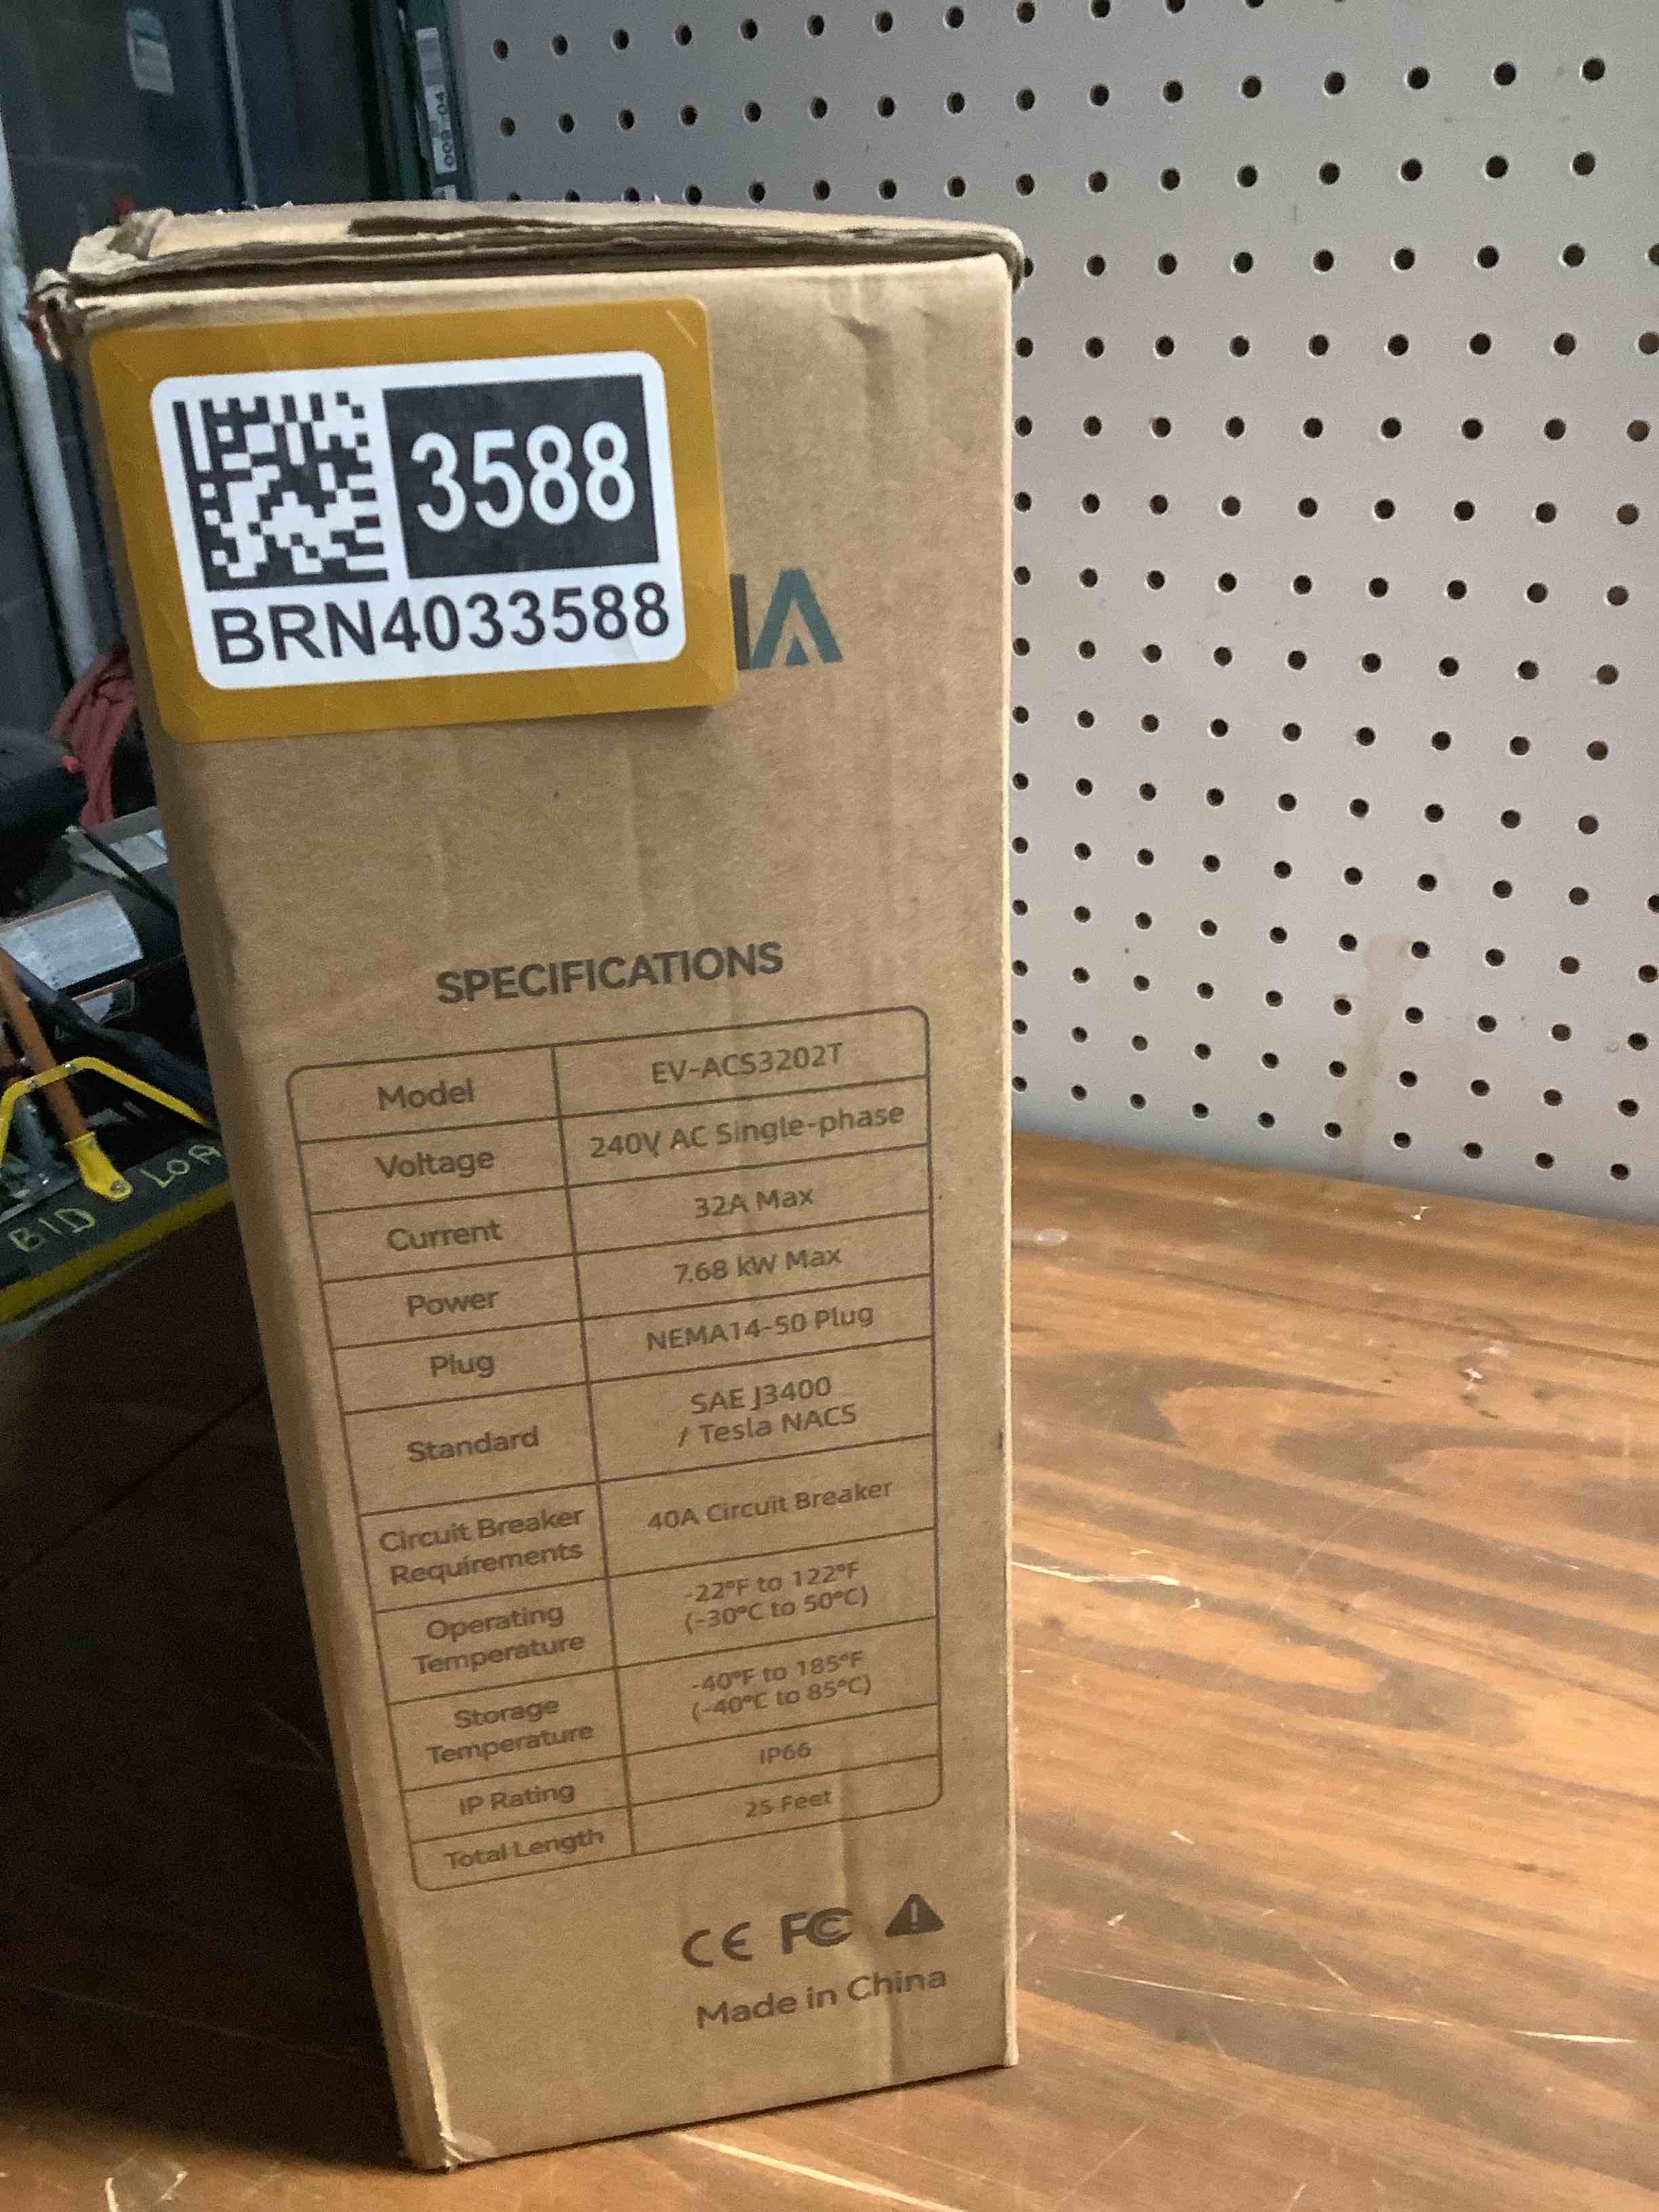 009-04
3588
BRN4033588
IA
SPECIFICATIONS
Model EV-ACS3202T
Voltage 240V AC Single-phase
Current 32A Max
Power 7.68 kW Max
Plug NEMA14-50 Plug
Standard SAE J3400
/ Tesla NACS
Circuit Breaker
Requirements 40A Circuit Breaker
Operating
Temperature -22°F to 122°F
(-30°C to 50°C)
Storage
Temperature -40°F to 185°F
(-40°C to 85°C)
IP Rating IP66
Total Length 25 Feet
CE FC
Made in China
BID LOA